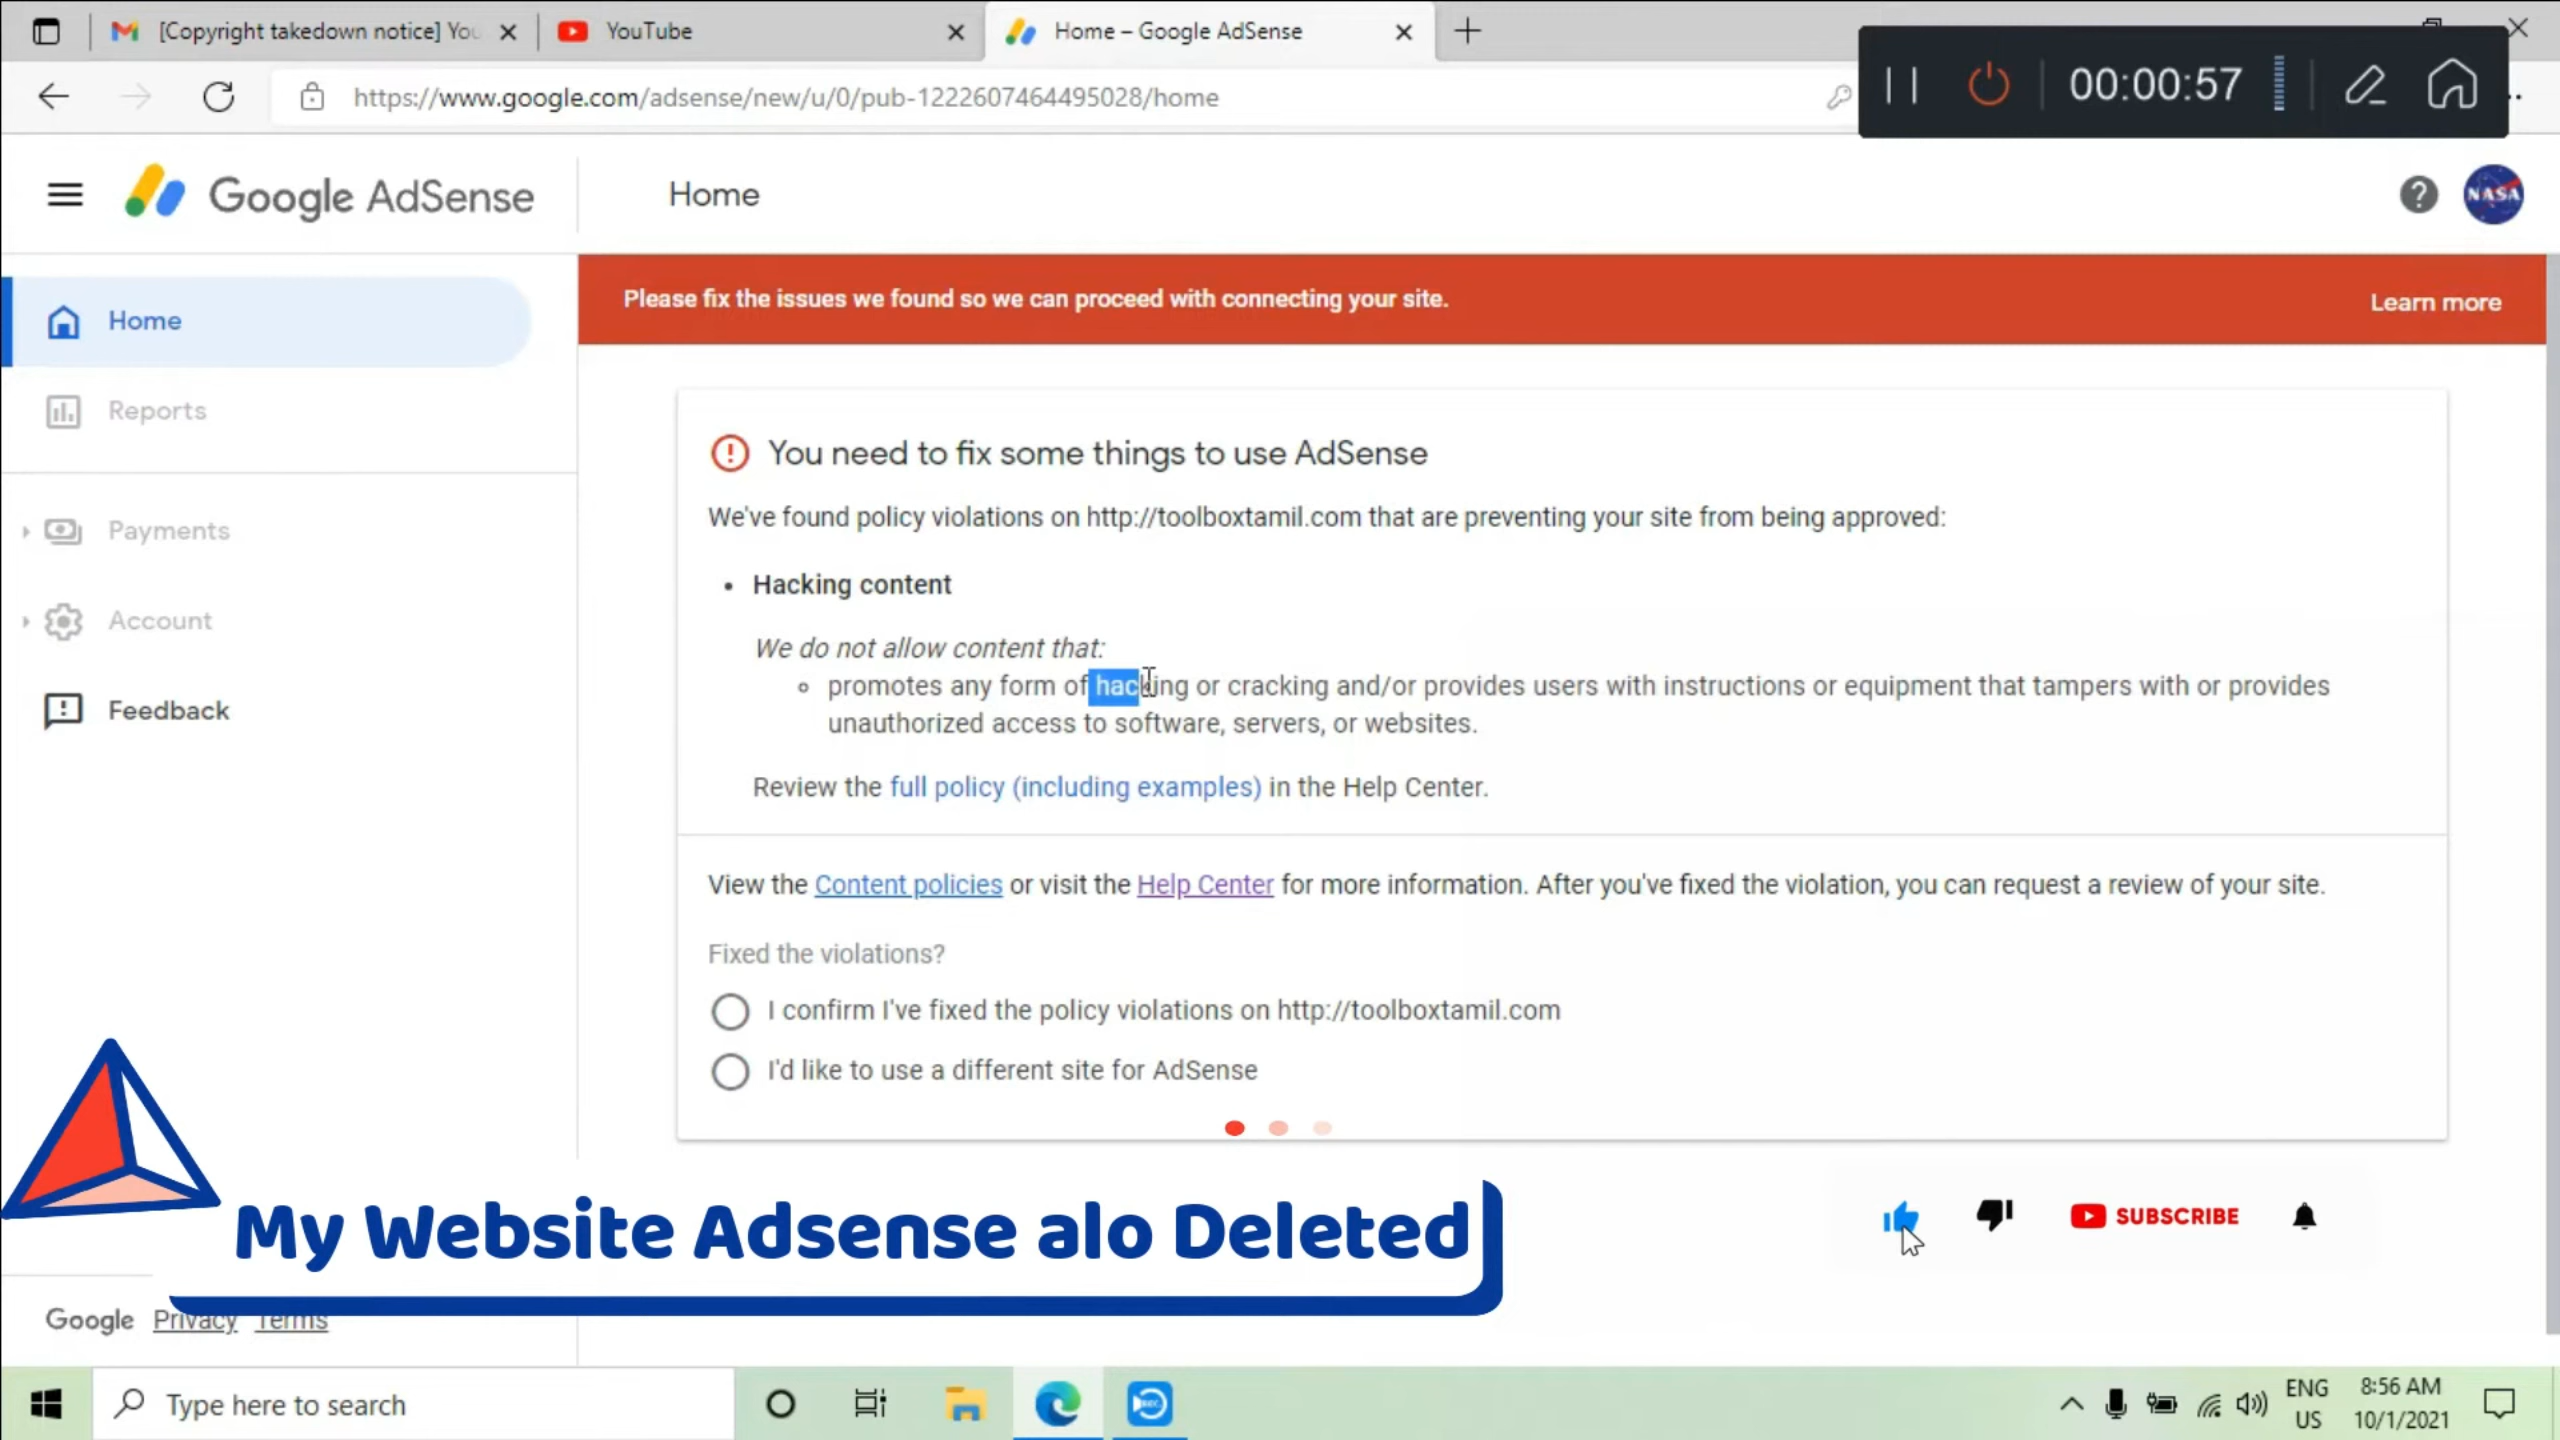 [Copyright takedown notice] You
YouTube
Home – Google AdSense
https://www.google.com/adsense/new/u/0/pub-1222607464495028/home
00:00:57
Google AdSense
Home
NASA
Home
Reports
Payments
Account
Feedback
Please fix the issues we found so we can proceed with connecting your site.
Learn more
You need to fix some things to use AdSense
We've found policy violations on http://toolboxtamil.com that are preventing your site from being approved:
• Hacking content
We do not allow content that:
promotes any form of hacking or cracking and/or provides users with instructions or equipment that tampers with or provides
unauthorized access to software, servers, or websites.
Review the full policy (including examples) in the Help Center.
View the Content policies or visit the Help Center for more information. After you've fixed the violation, you can request a review of your site.
Fixed the violations?
I confirm I've fixed the policy violations on http://toolboxtamil.com
I'd like to use a different site for AdSense
My Website Adsense alo Deleted
SUBSCRIBE
Google Privacy Terms
Type here to search
REC
ENG
US
8:56 AM
10/1/2021